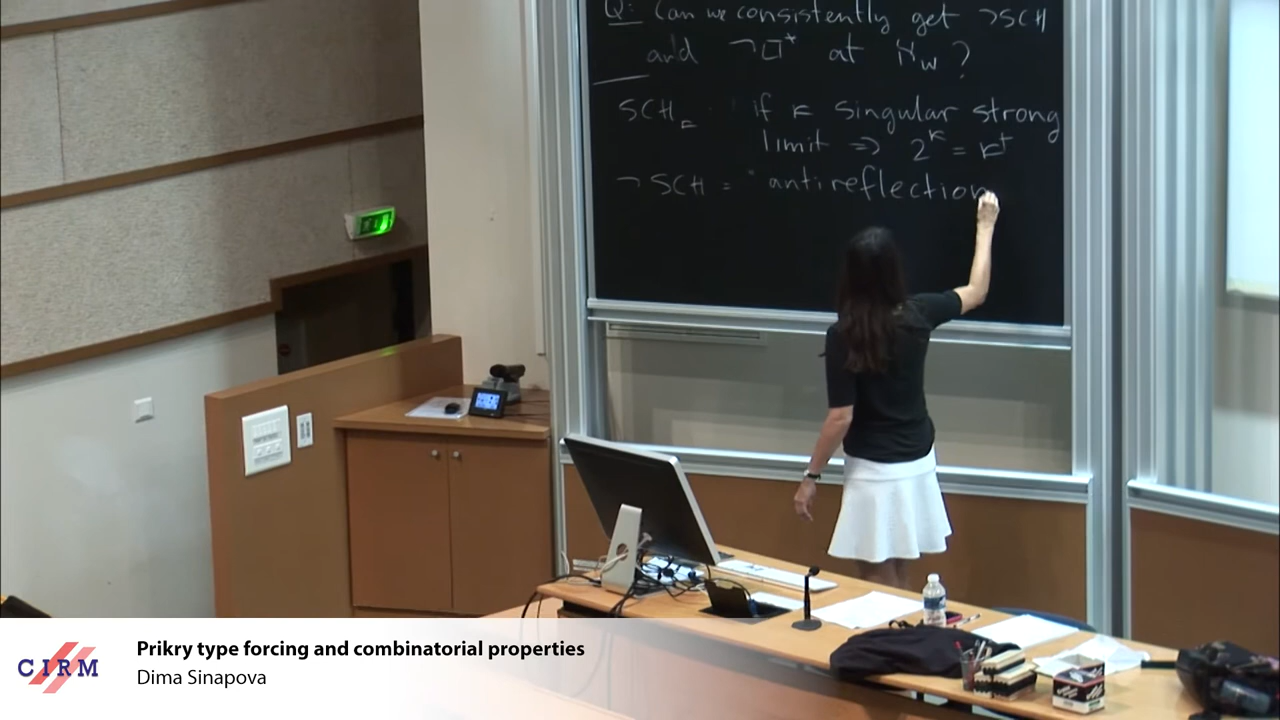 Q: Can we consistently get ¬SCH
and ¬□* at ℵω ?
SCHκ : if κ singular strong
limit ⇒ 2^κ = κ⁺
¬SCH = "antireflection
CIRM
Prikry type forcing and combinatorial properties
Dima Sinapova